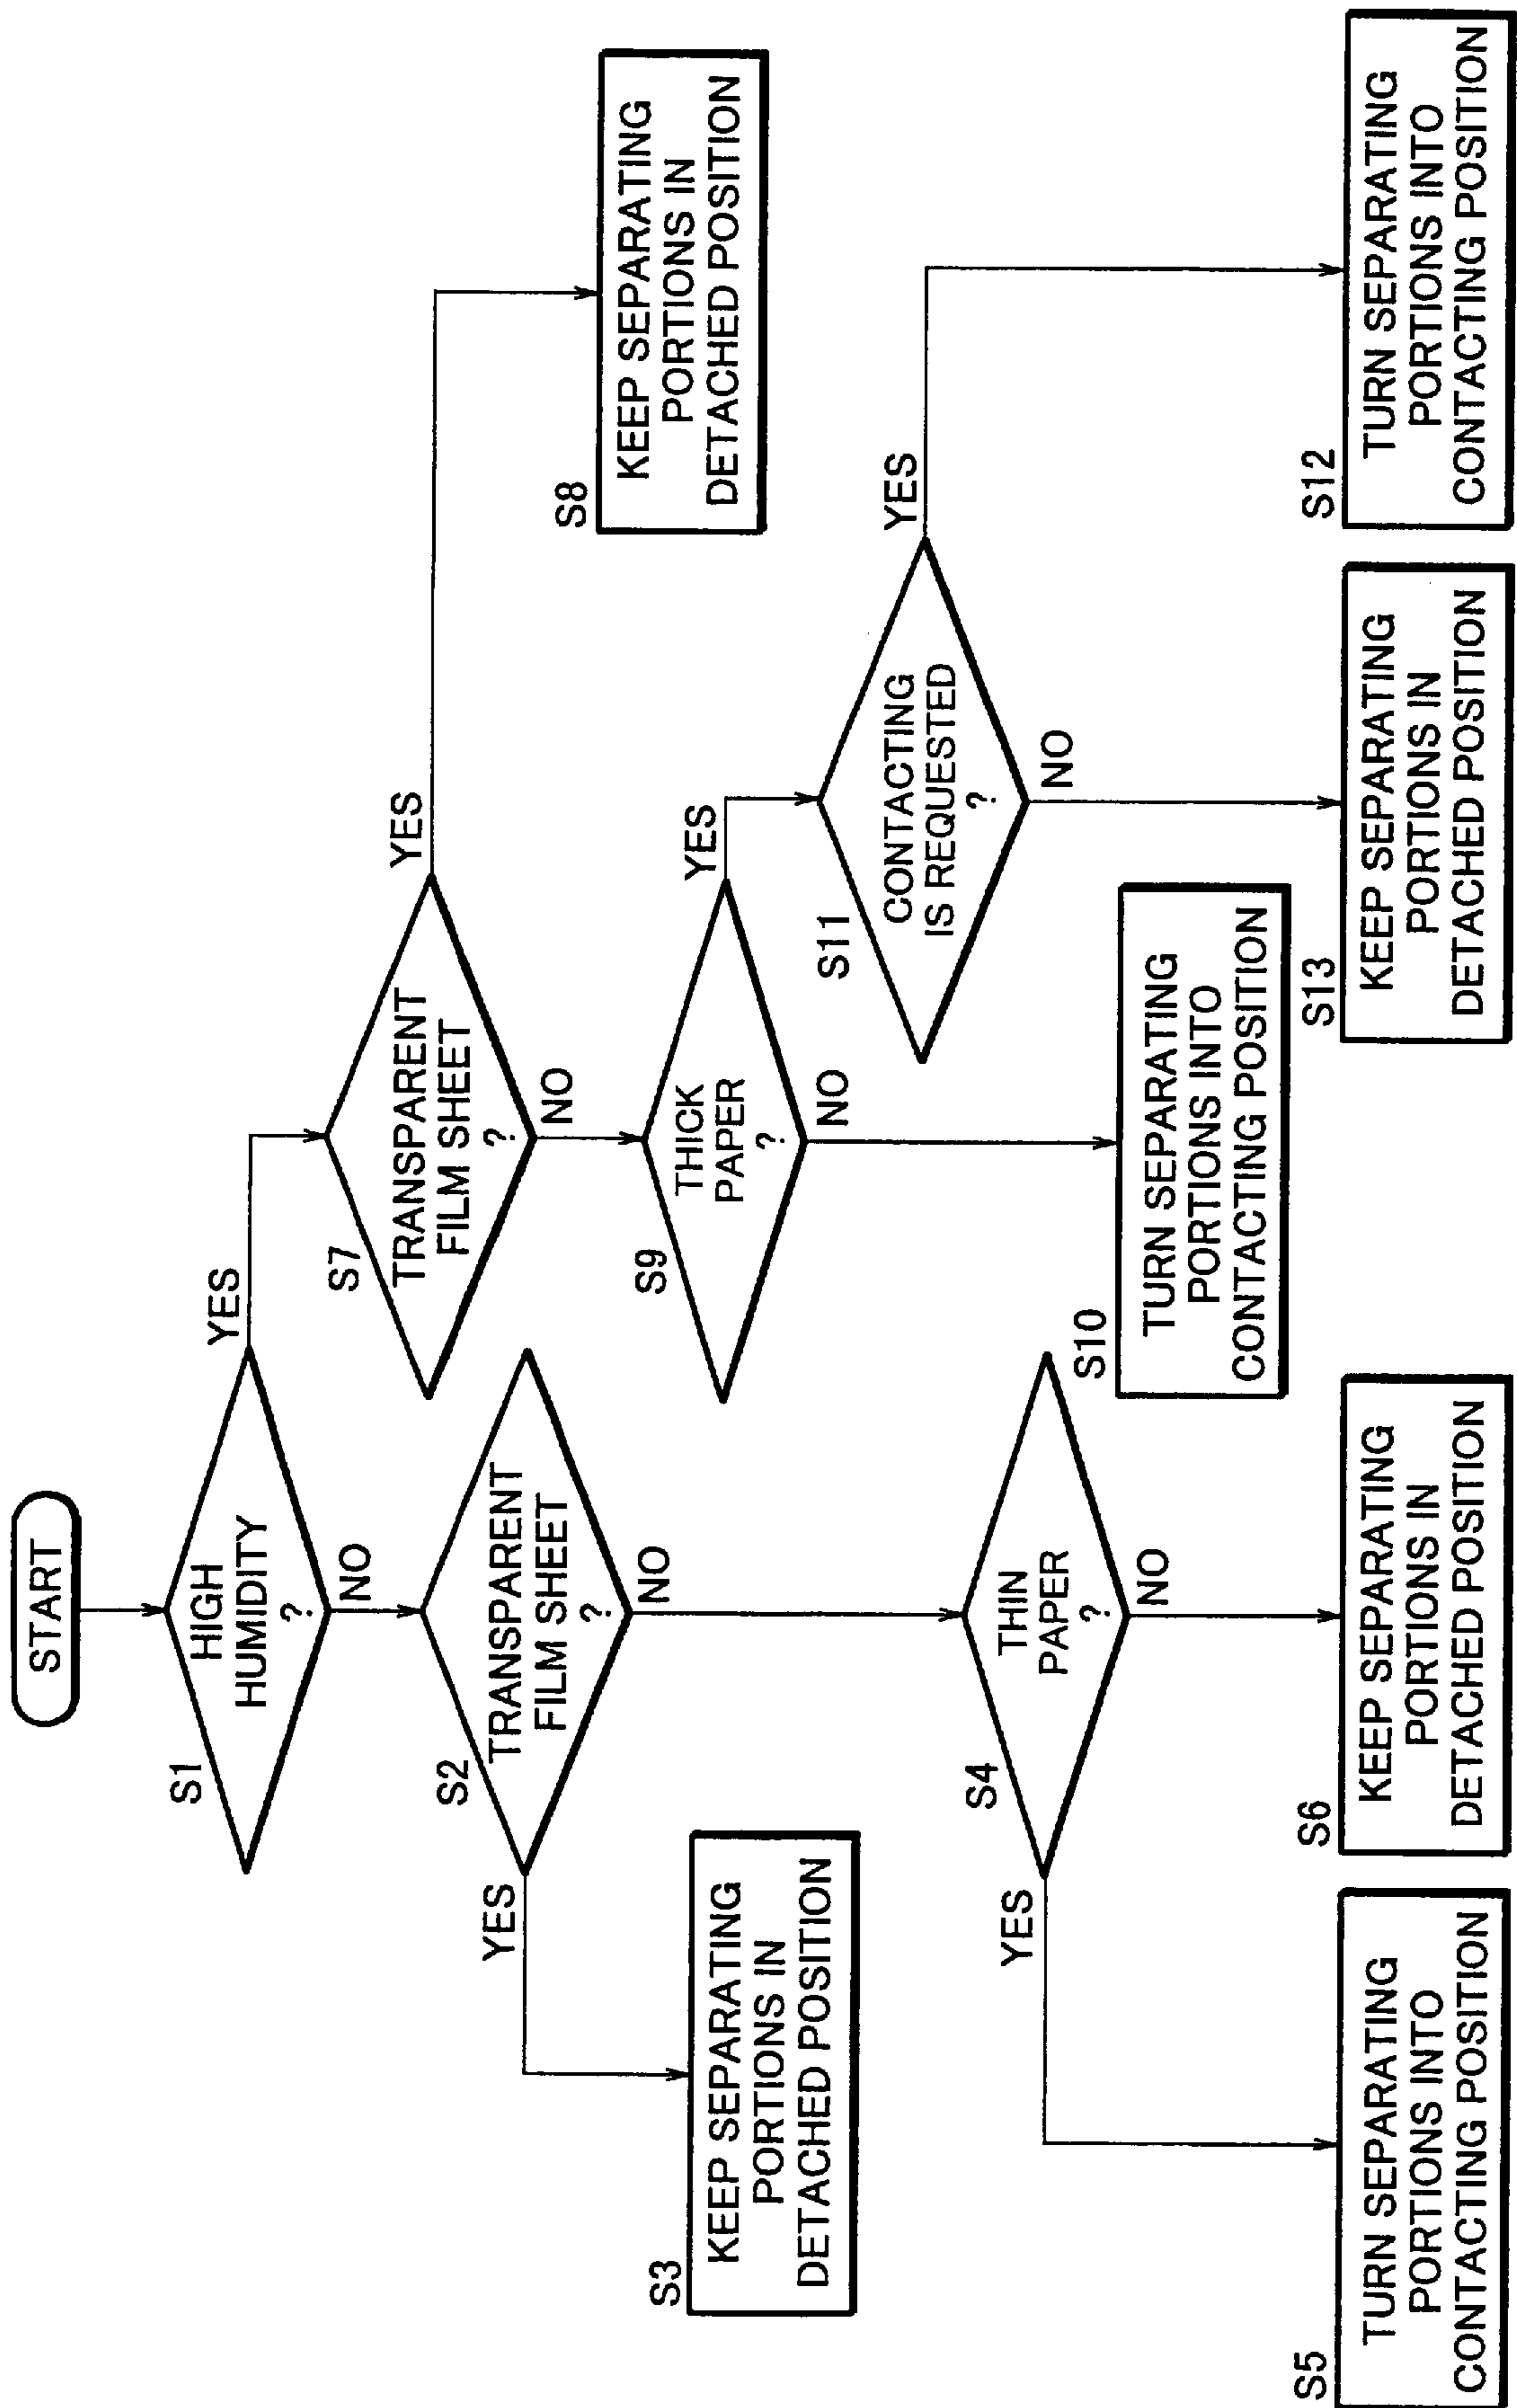 START
S1
HIGH
HUMIDITY
?
YES
NO
S2
TRANSPARENT
FILM SHEET
?
YES
NO
S3
KEEP SEPARATING
PORTIONS IN
DETACHED POSITION
S4
THIN
PAPER
?
YES
NO
S5
TURN SEPARATING
PORTIONS INTO
CONTACTING POSITION
S6
KEEP SEPARATING
PORTIONS IN
DETACHED POSITION
S7
TRANSPARENT
FILM SHEET
?
YES
NO
S8
KEEP SEPARATING
PORTIONS IN
DETACHED POSITION
S9
THICK
PAPER
?
YES
NO
S10
TURN SEPARATING
PORTIONS INTO
CONTACTING POSITION
S11
CONTACTING
IS REQUESTED
?
YES
NO
S12
TURN SEPARATING
PORTIONS INTO
CONTACTING POSITION
S13
KEEP SEPARATING
PORTIONS IN
DETACHED POSITION